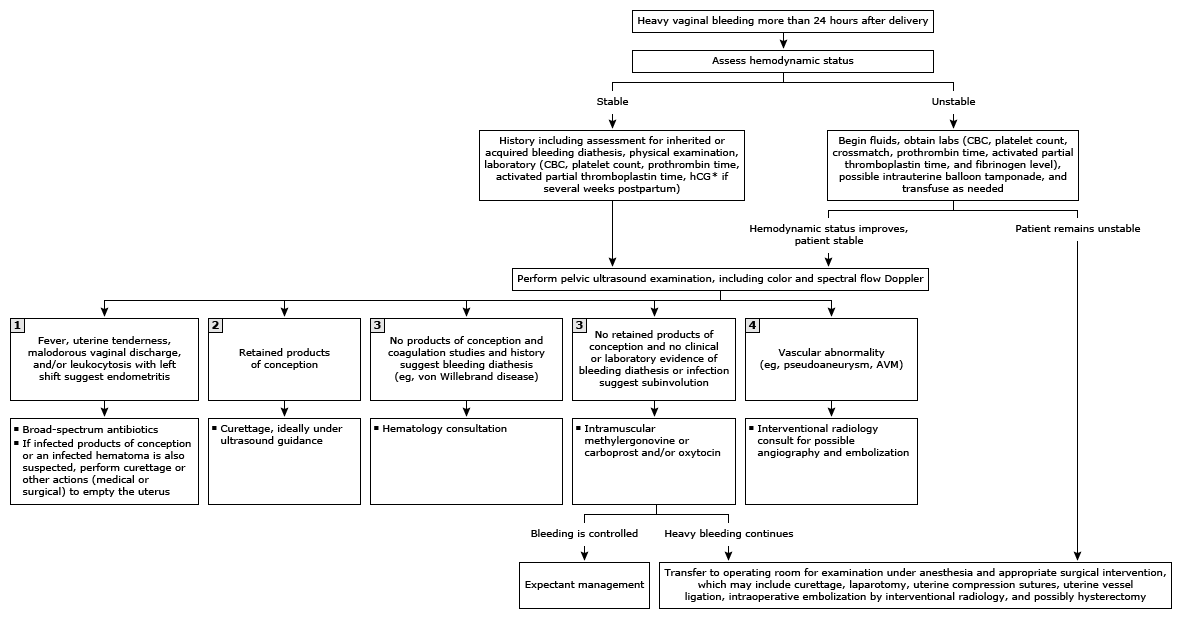 Heavy vaginal bleeding more than 24 hours after delivery
Assess hemodynamic status
Stable
Unstable
History including assessment for inherited or
acquired bleeding diathesis, physical examination,
laboratory (CBC, platelet count, prothrombin time,
activated partial thromboplastin time, hCG* if
several weeks postpartum)
Begin fluids, obtain labs (CBC, platelet count,
crossmatch, prothrombin time, activated partial
thromboplastin time, and fibrinogen level),
possible intrauterine balloon tamponade, and
transfuse as needed
Hemodynamic status improves,
patient stable
Patient remains unstable
Perform pelvic ultrasound examination, including color and spectral flow Doppler
1
Fever, uterine tenderness,
malodorous vaginal discharge,
and/or leukocytosis with left
shift suggest endometritis
2
Retained products
of conception
3
No products of conception and
coagulation studies and history
suggest bleeding diathesis
(eg, von Willebrand disease)
3
No retained products of
conception and no clinical
or laboratory evidence of
bleeding diathesis or infection
suggest subinvolution
4
Vascular abnormality
(eg, pseudoaneurysm, AVM)
▪ Broad-spectrum antibiotics
▪ If infected products of conception
or an infected hematoma is also
suspected, perform curettage or
other actions (medical or
surgical) to empty the uterus
▪ Curettage, ideally under
ultrasound guidance
▪ Hematology consultation
▪ Intramuscular
methylergonovine or
carboprost and/or oxytocin
▪ Interventional radiology
consult for possible
angiography and embolization
Bleeding is controlled
Heavy bleeding continues
Expectant management
Transfer to operating room for examination under anesthesia and appropriate surgical intervention,
which may include curettage, laparotomy, uterine compression sutures, uterine vessel
ligation, intraoperative embolization by interventional radiology, and possibly hysterectomy